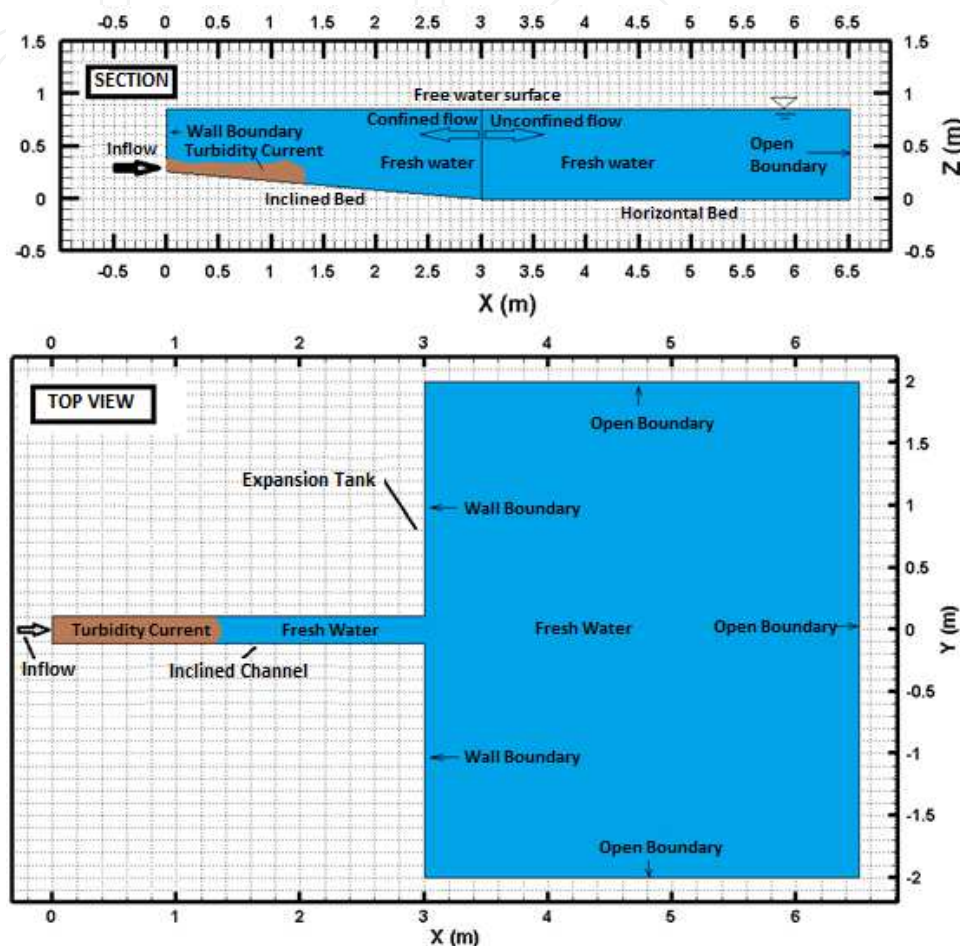 -0.5 0 0.5 1 1.5 2 2.5 3 3.5 4 4.5 5 5.5 6 6.5
1.5 1.5
SECTION
1 Free water surface 1
Confined flow Unconfined flow
Wall Boundary
Inflow Turbidity Current Open
0.5 Fresh water Fresh water Boundary 0.5
Z (m)
Inclined Bed
0 Horizontal Bed 0
-0.5 -0.5
-0.5 0 0.5 1 1.5 2 2.5 3 3.5 4 4.5 5 5.5 6 6.5
X (m)
0 1 2 3 4 5 6
TOP VIEW
2
Open Boundary
1.5
Expansion Tank
Wall Boundary
1
0.5
Turbidity Current Fresh Water Fresh Water Open Boundary 0
Y (m)
Inflow Inclined Channel
-0.5
Wall Boundary
-1
-1.5
Open Boundary
-2
0 1 2 3 4 5 6
X (m)